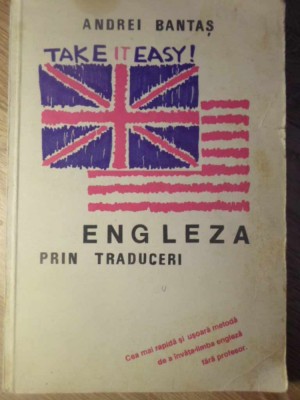 ANDREI BANTAȘ
TAKE IT EASY!
ENGLEZA
PRIN TRADUCERI
Cea mai rapidă și ușoară metodă
de a învăța limba engleză
fără profesor.